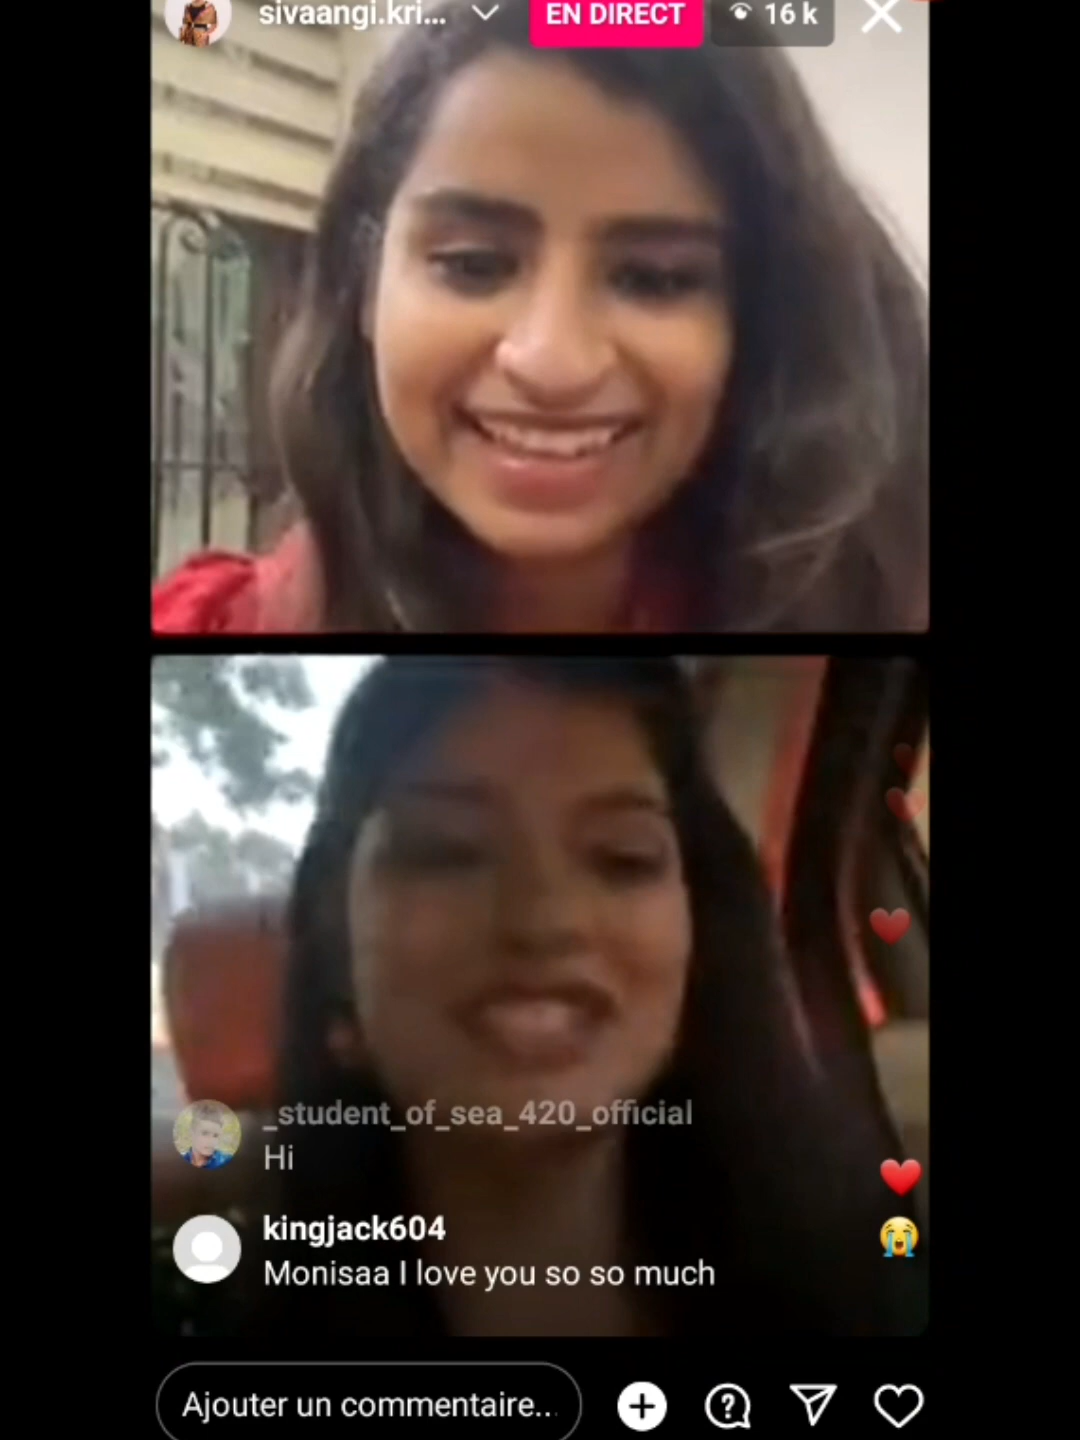 sivaangi.kri...
EN DIRECT
16 k
_student_of_sea_420_official
Hi
kingjack604
Monisaa I love you so so much
Ajouter un commentaire...